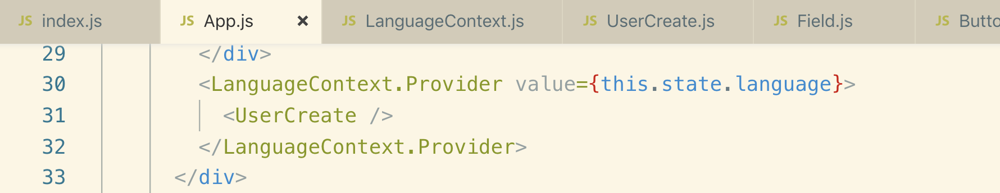 JS index.js JS App.js × JS LanguageContext.js JS UserCreate.js JS Field.js JS Butto
29 </div>
30 <LanguageContext.Provider value={this.state.language}>
31 <UserCreate />
32 </LanguageContext.Provider>
33 </div>